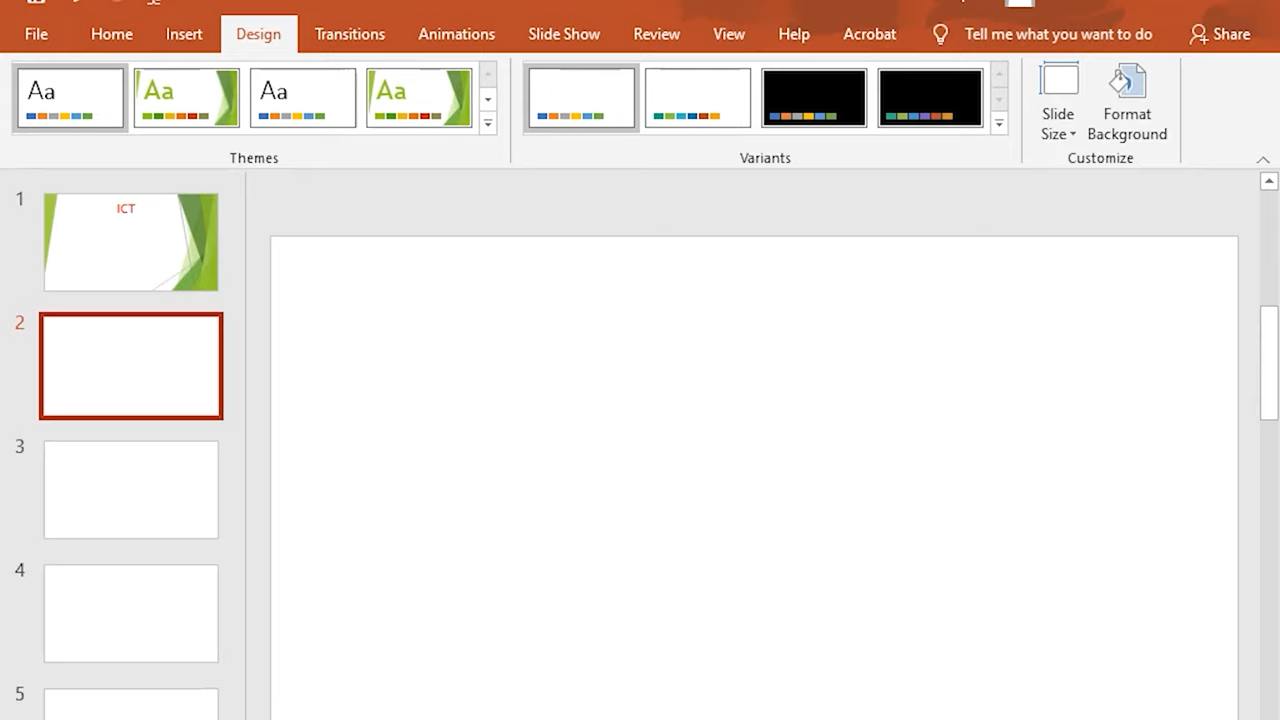 File Home Insert Design Transitions Animations Slide Show Review View Help Acrobat Tell me what you want to do Share
Aa Aa Aa Aa
Slide Size
Format Background
Themes Variants Customize
1
ICT
2
3
4
5